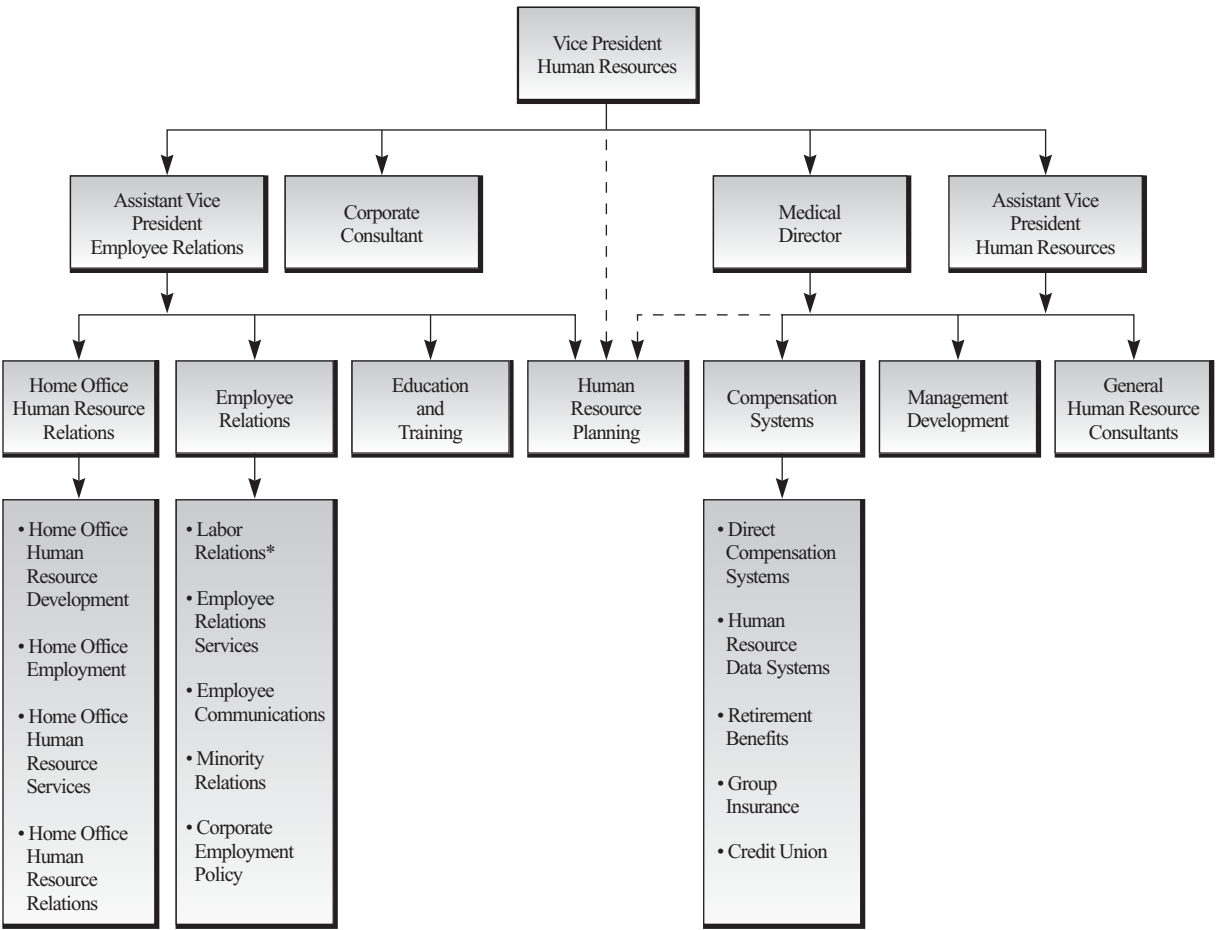 Vice President
Human Resources
Assistant Vice
President
Employee Relations
Corporate
Consultant
Medical
Director
Assistant Vice
President
Human Resources
Home Office
Human Resource
Relations
Employee
Relations
Education
and
Training
Human
Resource
Planning
Compensation
Systems
Management
Development
General
Human Resource
Consultants
• Home Office
Human
Resource
Development
• Home Office
Employment
• Home Office
Human
Resource
Services
• Home Office
Human
Resource
Relations
• Labor
Relations*
• Employee
Relations
Services
• Employee
Communications
• Minority
Relations
• Corporate
Employment
Policy
• Direct
Compensation
Systems
• Human
Resource
Data Systems
• Retirement
Benefits
• Group
Insurance
• Credit Union